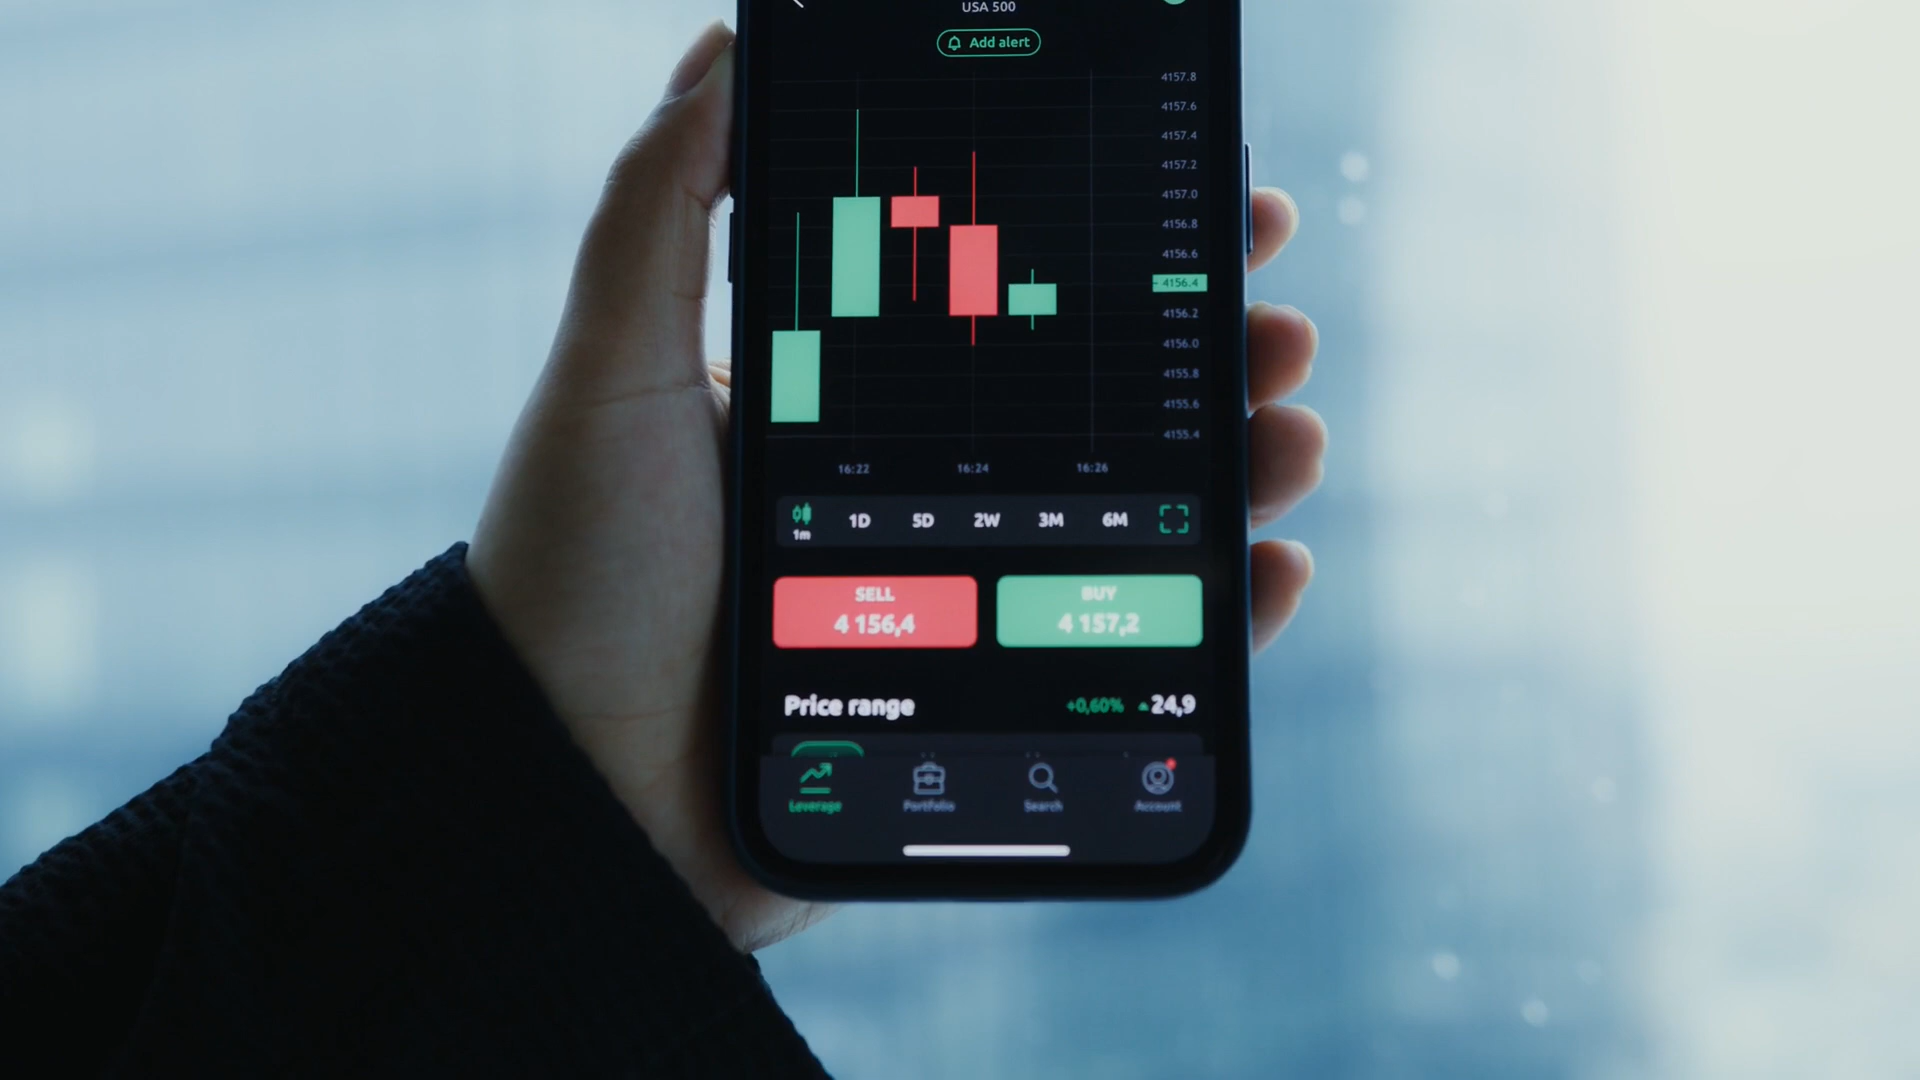 USA 500
Add alert
4157.8
4157.6
4157.4
4157.2
4157.0
4156.8
4156.6
4156.4
4156.2
4156.0
4155.8
4155.6
4155.4
16:22 16:24 16:26
1m 1D 5D 2W 3M 6M
SELL BUY
4 156,4 4 157,2
Price range +0,60% 24,9
Leverage Portfolio Search Account